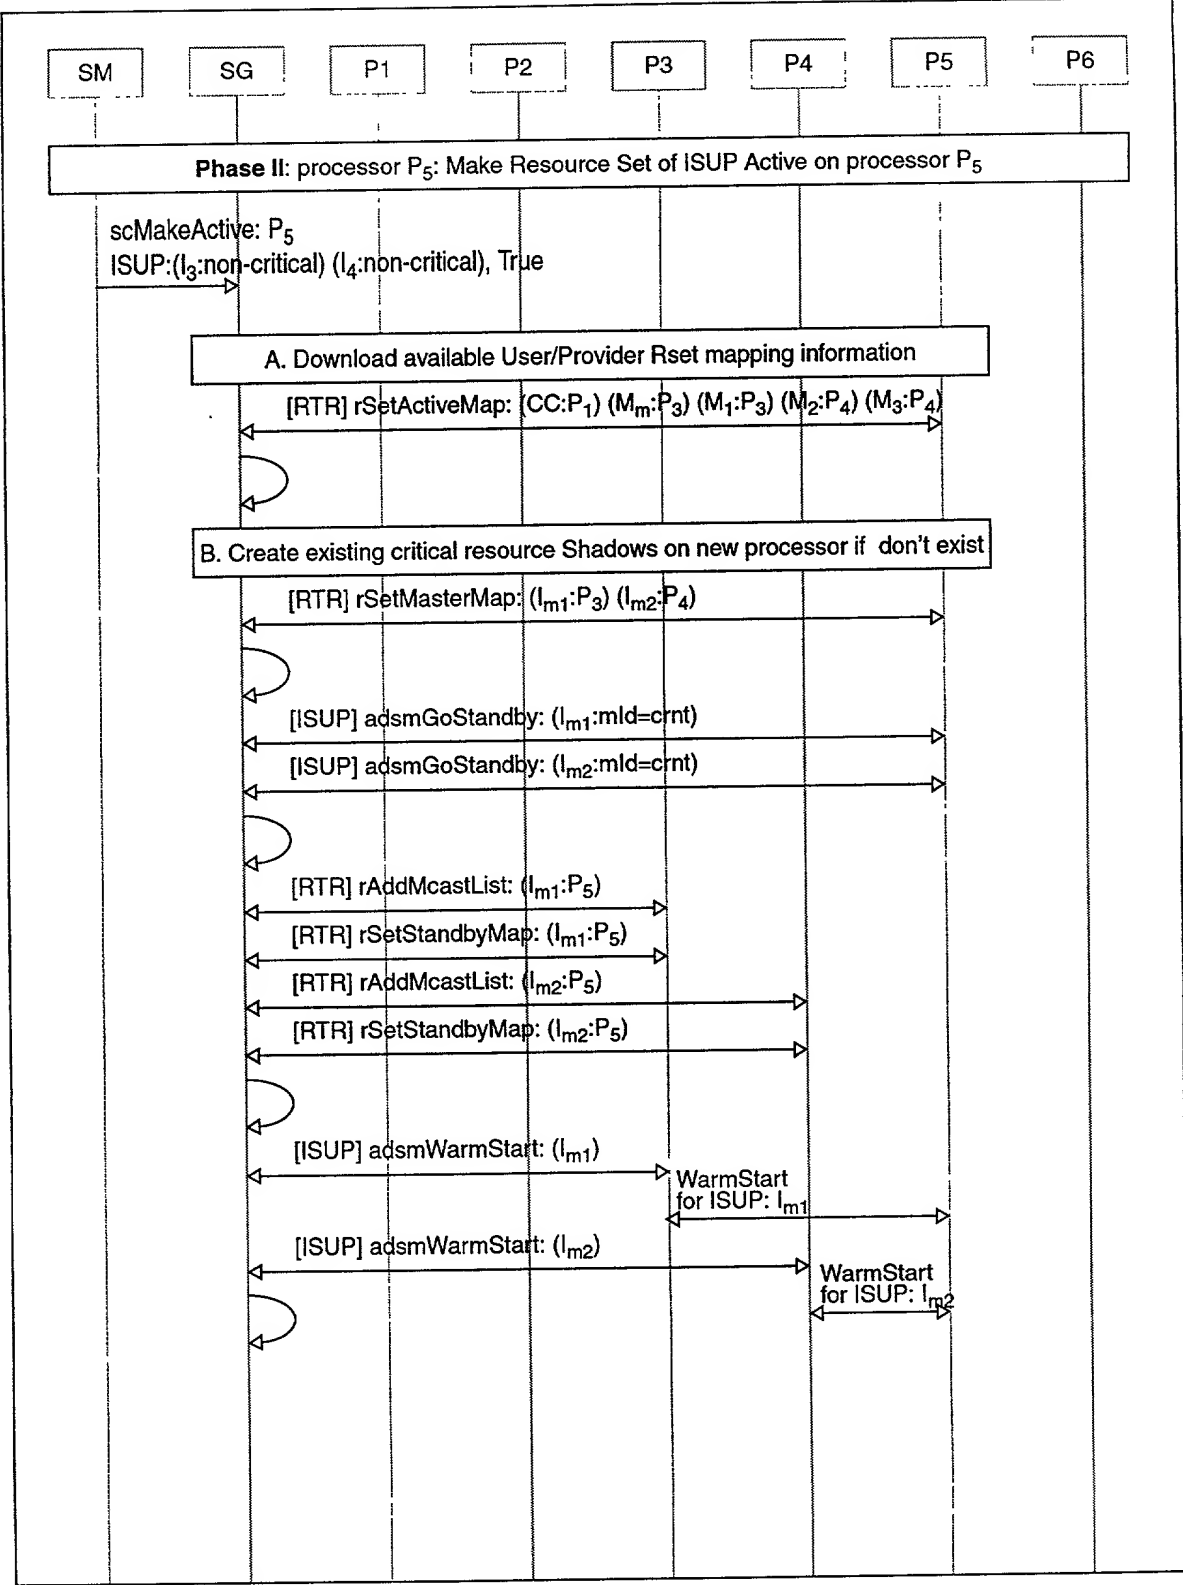 SM SG P1 P2 P3 P4 P5 P6
Phase II: processor P5: Make Resource Set of ISUP Active on processor P5
scMakeActive: P5
ISUP:(I3:non-critical) (I4:non-critical), True
A. Download available User/Provider Rset mapping information
[RTR] rSetActiveMap: (CC:P1) (Mm:P3) (M1:P3) (M2:P4) (M3:P4)
B. Create existing critical resource Shadows on new processor if don't exist
[RTR] rSetMasterMap: (Im1:P3) (Im2:P4)
[ISUP] adsmGoStandby: (Im1:mId=crnt)
[ISUP] adsmGoStandby: (Im2:mId=crnt)
[RTR] rAddMcastList: (Im1:P5)
[RTR] rSetStandbyMap: (Im1:P5)
[RTR] rAddMcastList: (Im2:P5)
[RTR] rSetStandbyMap: (Im2:P5)
[ISUP] adsmWarmStart: (Im1)
WarmStart
for ISUP: Im1
[ISUP] adsmWarmStart: (Im2)
WarmStart
for ISUP: Im2